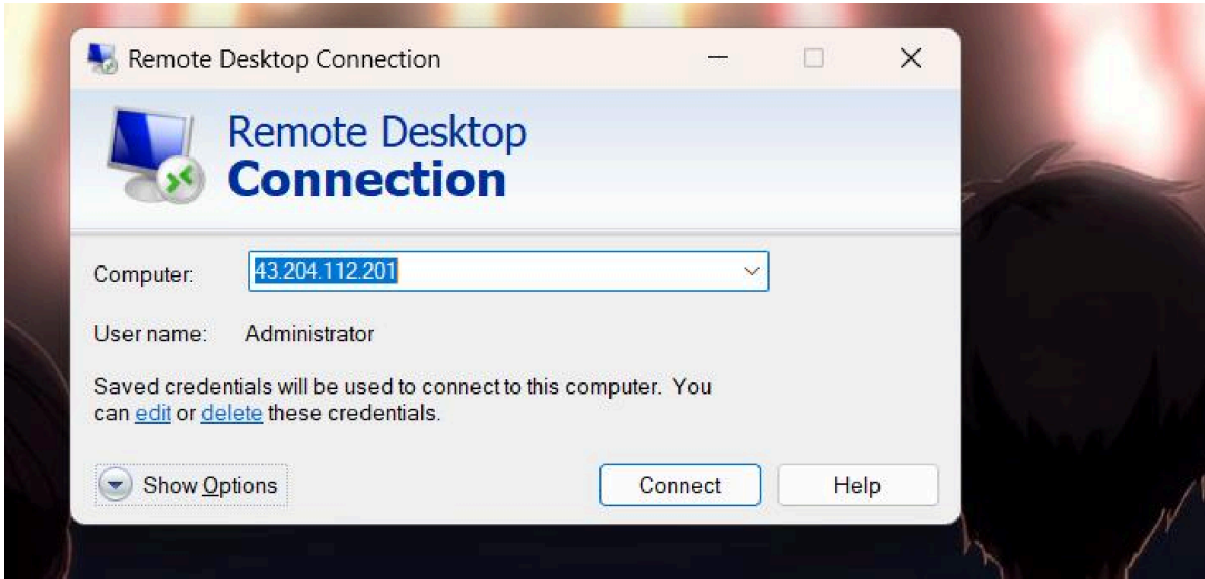 Remote Desktop Connection
Remote Desktop
Connection
Computer: 43.204.112.201
User name: Administrator
Saved credentials will be used to connect to this computer. You
can edit or delete these credentials.
Show Options Connect Help